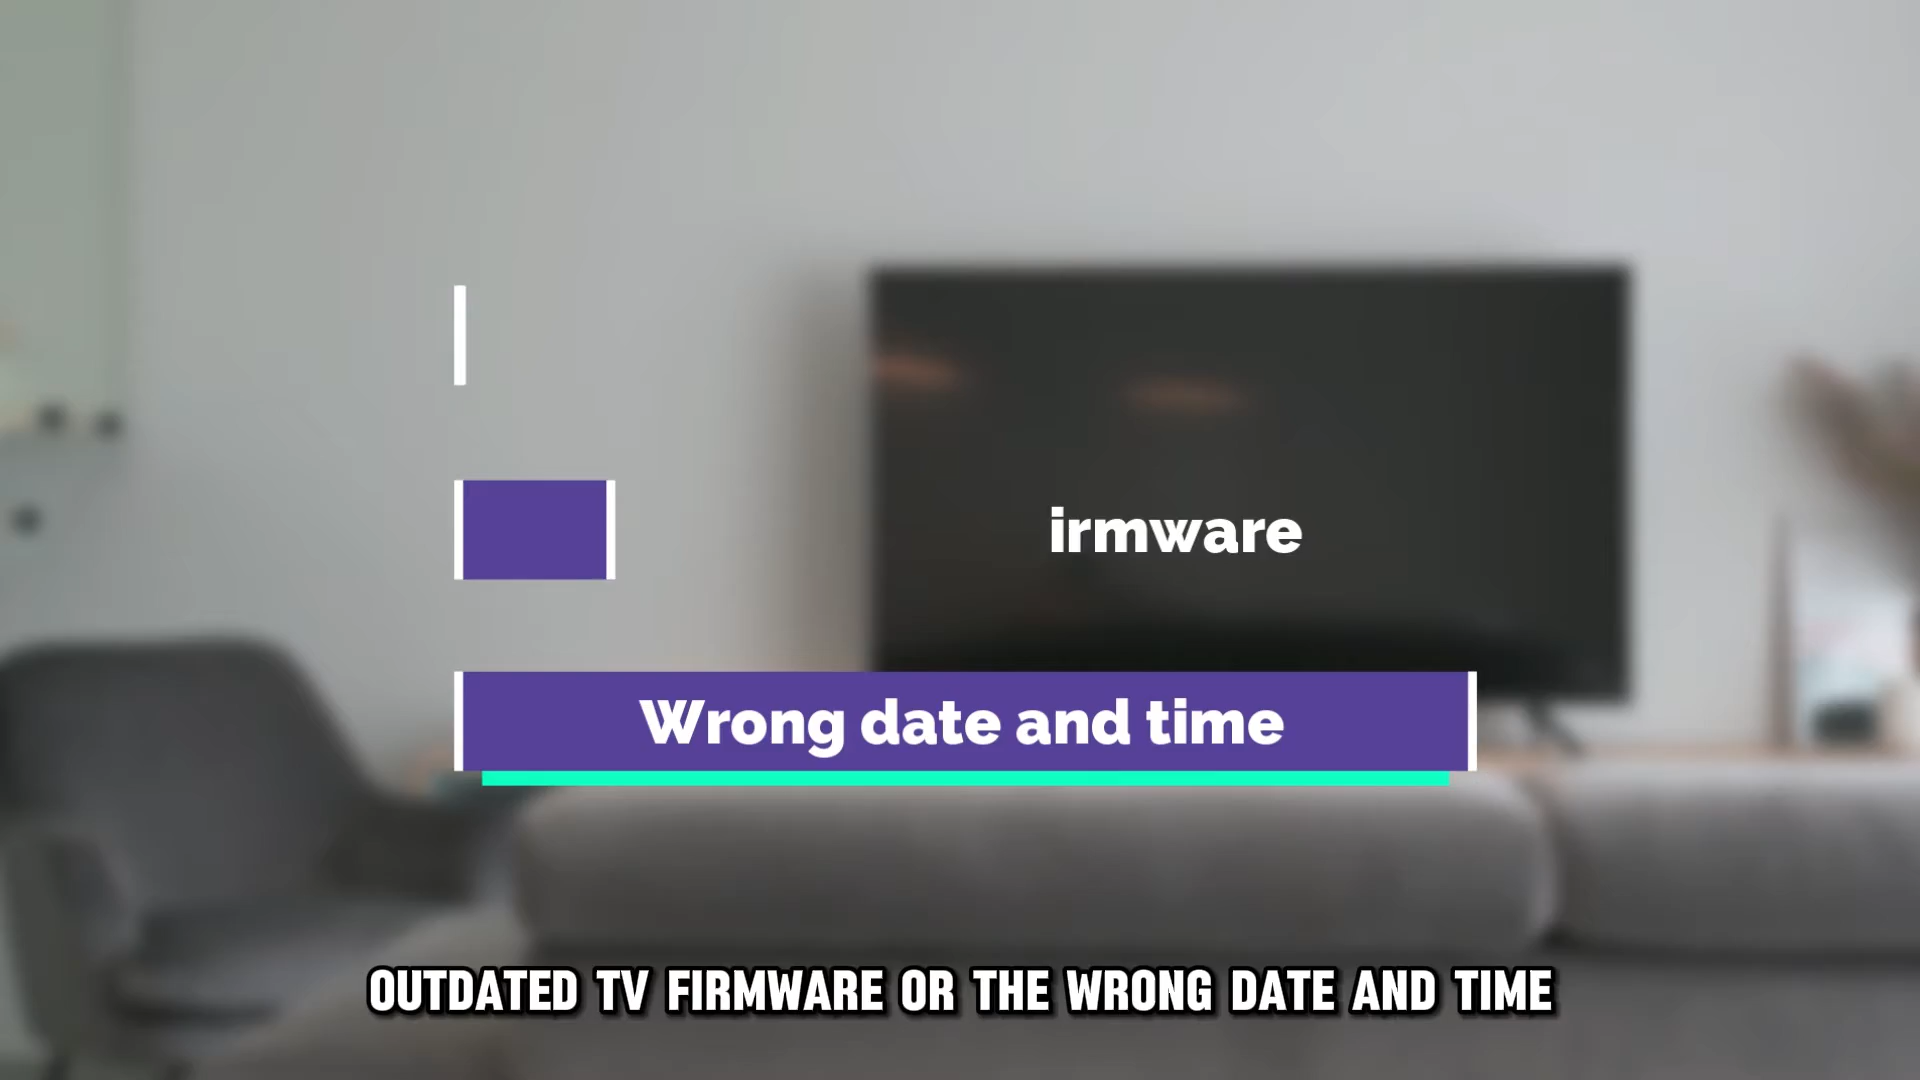 irmware
Wrong date and time
OUTDATED TV FIRMWARE OR THE WRONG DATE AND TIME